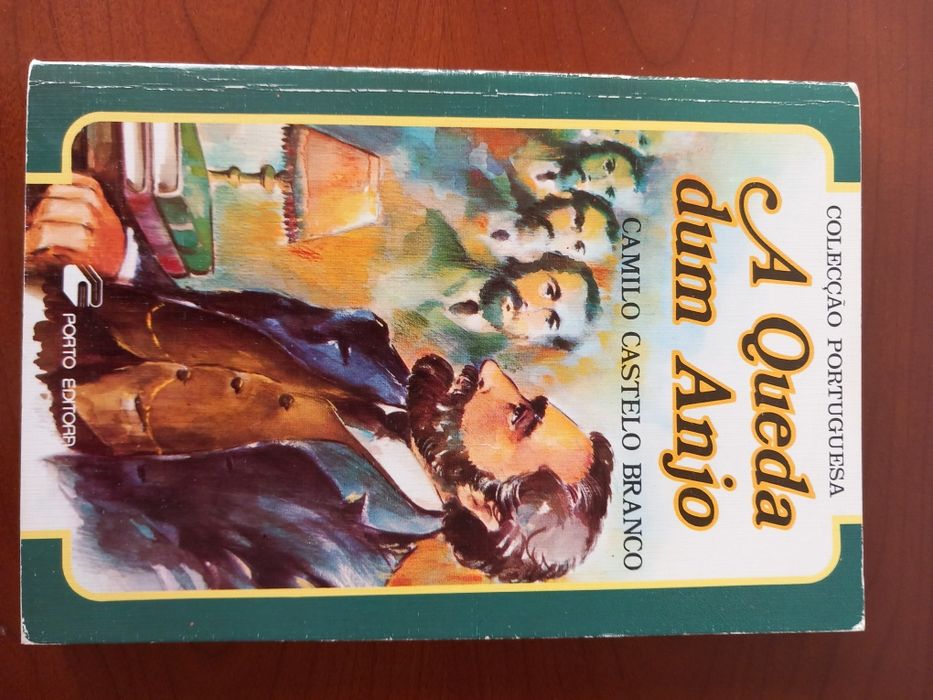 COLECÇÃO PORTUGUESA
A Queda
dum Anjo
CAMILO CASTELO BRANCO
PORTO EDITORA